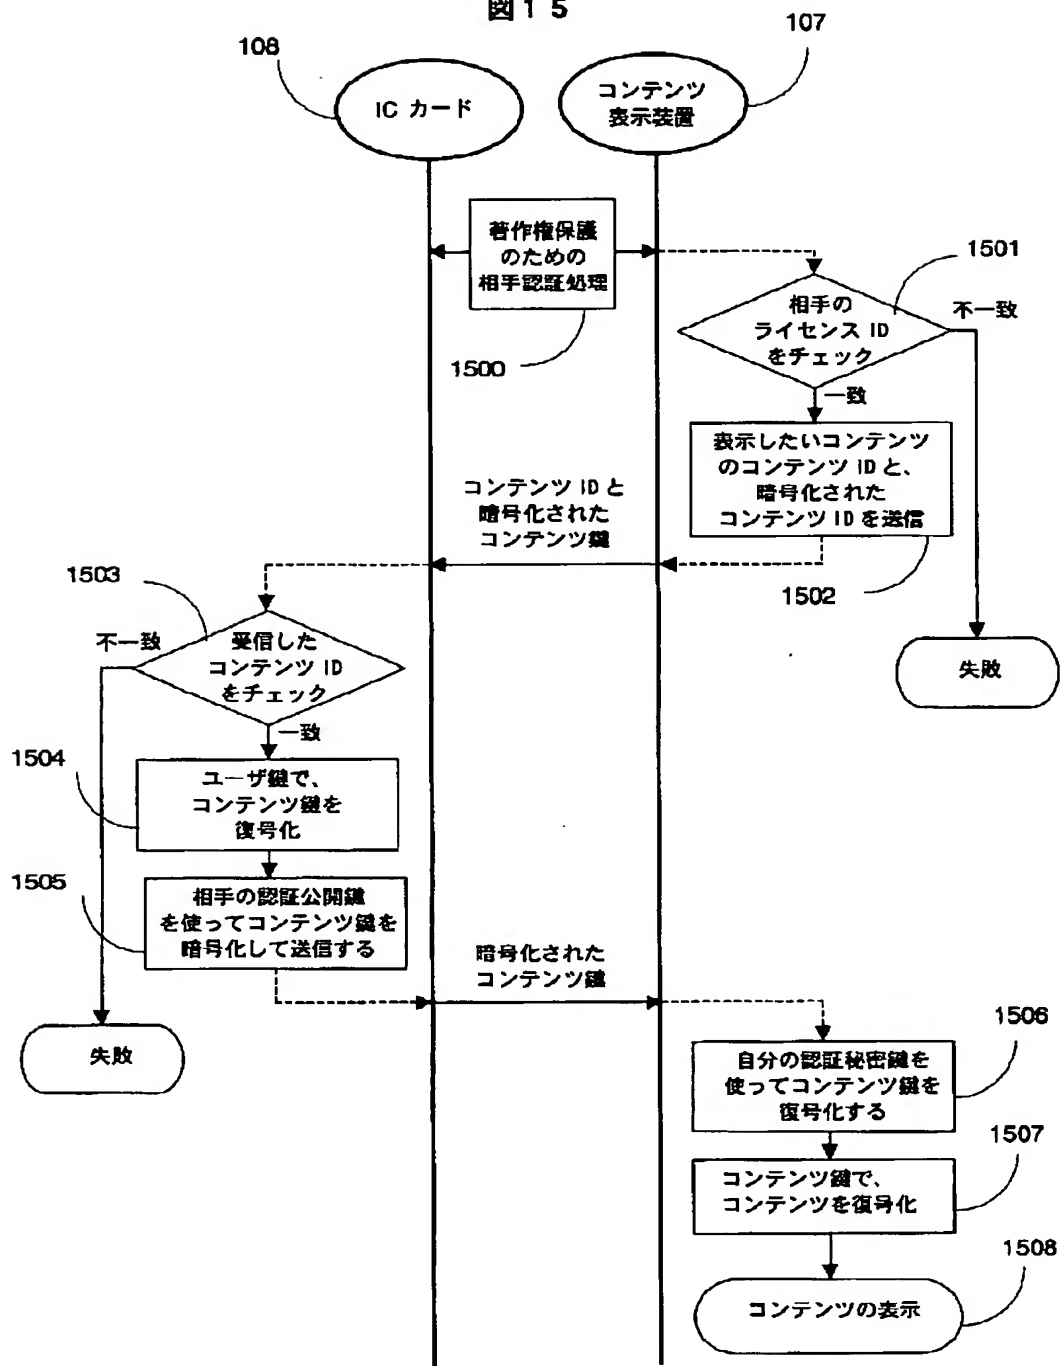 図15
108
107
IC カード
コンテンツ
表示装置
著作権保護
のための
相手認証処理
1500
1501
相手の
ライセンス ID
をチェック
不一致
一致
表示したいコンテンツ
のコンテンツ ID と、
暗号化された
コンテンツ ID を送信
1502
コンテンツ ID と
暗号化された
コンテンツ鍵
失敗
1503
不一致
受信した
コンテンツ ID
をチェック
一致
1504
ユーザ鍵で、
コンテンツ鍵を
復号化
1505
相手の認証公開鍵
を使ってコンテンツ鍵を
暗号化して送信する
暗号化された
コンテンツ鍵
失敗
1506
自分の認証秘密鍵を
使ってコンテンツ鍵を
復号化する
1507
コンテンツ鍵で、
コンテンツを復号化
1508
コンテンツの表示